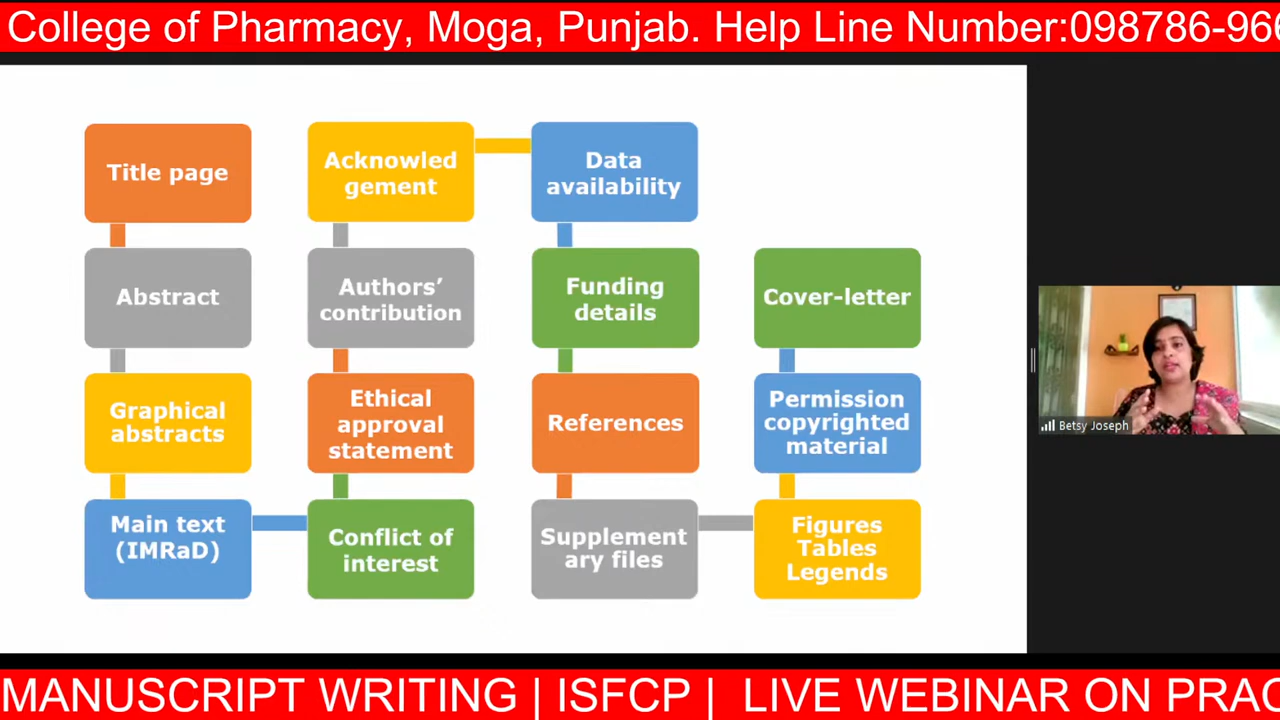 College of Pharmacy, Moga, Punjab. Help Line Number:098786-966
Title page
Abstract
Graphical
abstracts
Main text
(IMRaD)
Acknowled
gement
Authors’
contribution
Ethical
approval
statement
Conflict of
interest
Data
availability
Funding
details
References
Supplement
ary files
Cover-letter
Permission
copyrighted
material
Figures
Tables
Legends
Betsy Joseph
MANUSCRIPT WRITING | ISFCP | LIVE WEBINAR ON PRAC